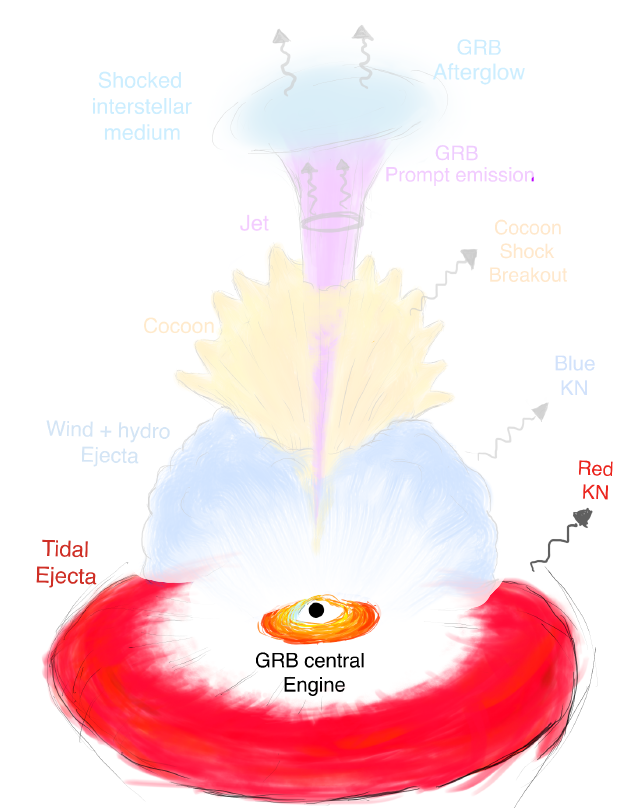 GRB
Afterglow
Shocked
interstellar
medium
GRB
Prompt emission
Jet
Cocoon
Shock
Breakout
Cocoon
Blue
KN
Wind + hydro
Ejecta
Red
KN
Tidal
Ejecta
GRB central
Engine